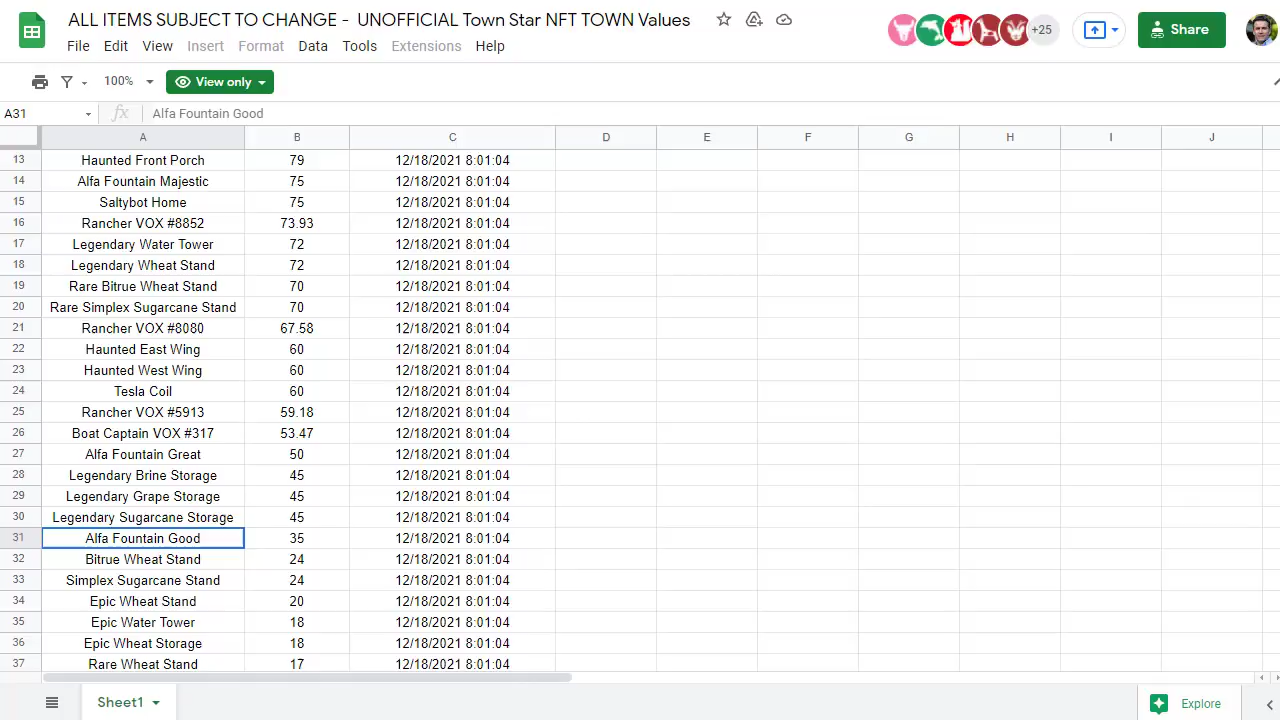 ALL ITEMS SUBJECT TO CHANGE - UNOFFICIAL Town Star NFT TOWN Values
+25
Share
File Edit View Insert Format Data Tools Extensions Help
100% View only
A31 fx Alfa Fountain Good
A B C D E F G H I J
13 Haunted Front Porch 79 12/18/2021 8:01:04
14 Alfa Fountain Majestic 75 12/18/2021 8:01:04
15 Saltybot Home 75 12/18/2021 8:01:04
16 Rancher VOX #8852 73.93 12/18/2021 8:01:04
17 Legendary Water Tower 72 12/18/2021 8:01:04
18 Legendary Wheat Stand 72 12/18/2021 8:01:04
19 Rare Bitrue Wheat Stand 70 12/18/2021 8:01:04
20 Rare Simplex Sugarcane Stand 70 12/18/2021 8:01:04
21 Rancher VOX #8080 67.58 12/18/2021 8:01:04
22 Haunted East Wing 60 12/18/2021 8:01:04
23 Haunted West Wing 60 12/18/2021 8:01:04
24 Tesla Coil 60 12/18/2021 8:01:04
25 Rancher VOX #5913 59.18 12/18/2021 8:01:04
26 Boat Captain VOX #317 53.47 12/18/2021 8:01:04
27 Alfa Fountain Great 50 12/18/2021 8:01:04
28 Legendary Brine Storage 45 12/18/2021 8:01:04
29 Legendary Grape Storage 45 12/18/2021 8:01:04
30 Legendary Sugarcane Storage 45 12/18/2021 8:01:04
31 Alfa Fountain Good 35 12/18/2021 8:01:04
32 Bitrue Wheat Stand 24 12/18/2021 8:01:04
33 Simplex Sugarcane Stand 24 12/18/2021 8:01:04
34 Epic Wheat Stand 20 12/18/2021 8:01:04
35 Epic Water Tower 18 12/18/2021 8:01:04
36 Epic Wheat Storage 18 12/18/2021 8:01:04
37 Rare Wheat Stand 17 12/18/2021 8:01:04
Sheet1
Explore